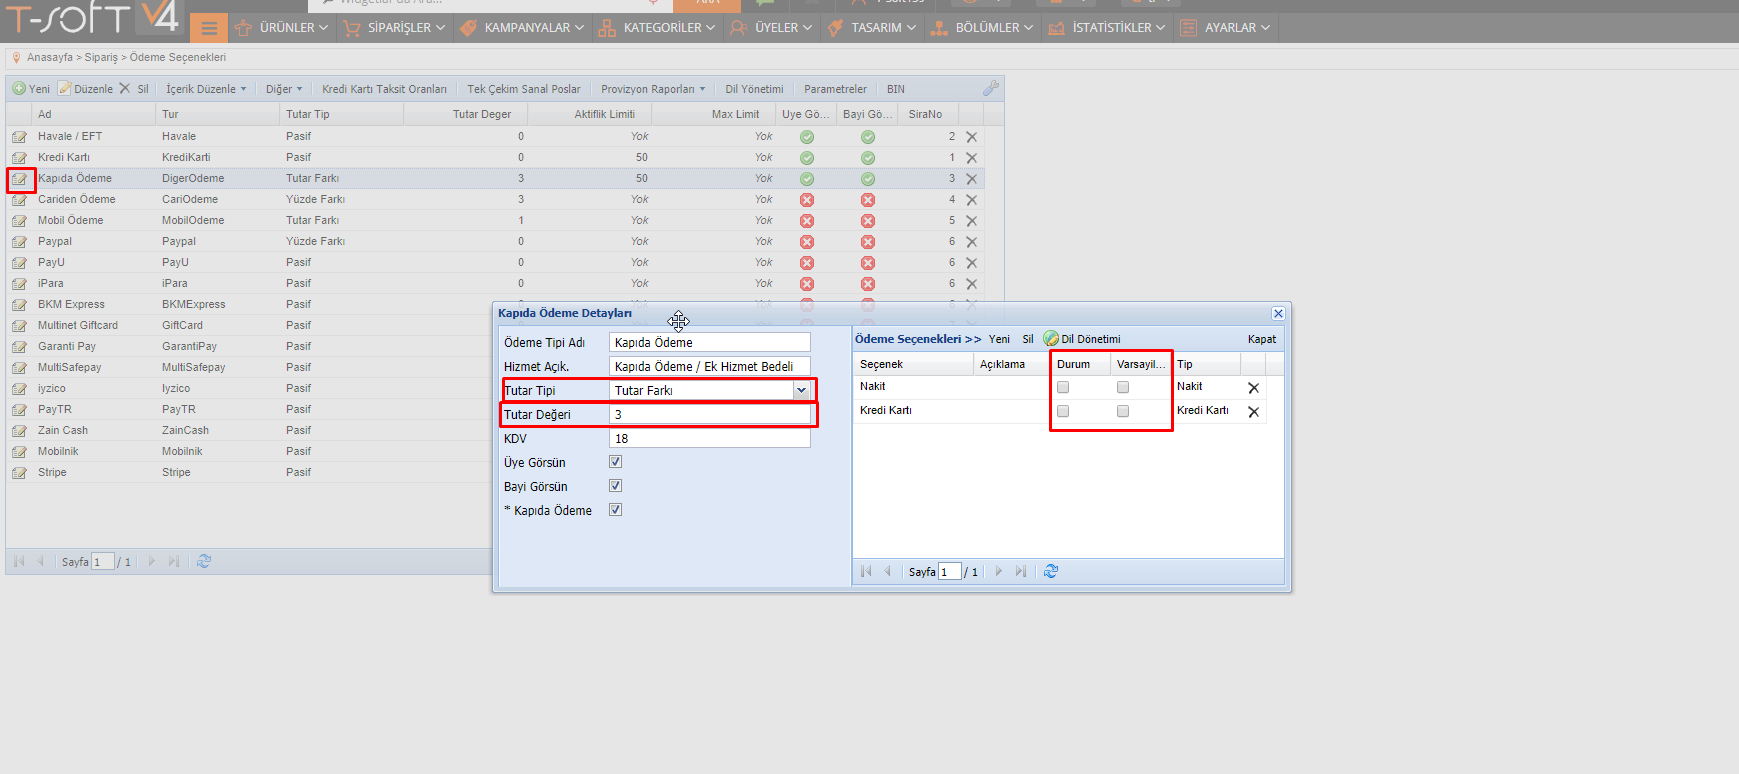 T-SOFT V4
ARA
ÜRÜNLER SİPARİŞLER KAMPANYALAR KATEGORİLER ÜYELER TASARIM BÖLÜMLER İSTATİSTİKLER AYARLAR
Anasayfa > Sipariş > Ödeme Seçenekleri
Yeni Düzenle Sil İçerik Düzenle Diğer Kredi Kartı Taksit Oranları Tek Çekim Sanal Poslar Provizyon Raporları Dil Yönetimi Parametreler BIN
Ad Tur Tutar Tip Tutar Deger Aktiflik Limiti Max Limit Uye Gö... Bayi Gö... SiraNo
Havale / EFT Havale Pasif 0 Yok Yok 2
Kredi Kartı KrediKarti Pasif 0 50 Yok 1
Kapıda Ödeme DigerOdeme Tutar Farkı 3 50 Yok 3
Cariden Ödeme CariOdeme Yüzde Farkı 3 Yok Yok 4
Mobil Ödeme MobilOdeme Tutar Farkı 1 Yok Yok 5
Paypal Paypal Yüzde Farkı 0 Yok Yok 6
PayU PayU Pasif 0 Yok Yok 6
iPara iPara Pasif 0 Yok Yok 6
BKM Express BKMExpress Pasif
Multinet Giftcard GiftCard Pasif
Garanti Pay GarantiPay Pasif
MultiSafepay MultiSafepay Pasif
iyzico Iyzico Pasif
PayTR PayTR Pasif
Zain Cash ZainCash Pasif
Mobilnik Mobilnik Pasif
Stripe Stripe Pasif
Sayfa 1 / 1
Kapıda Ödeme Detayları
Ödeme Tipi Adı Kapıda Ödeme
Hizmet Açık. Kapıda Ödeme / Ek Hizmet Bedeli
Tutar Tipi Tutar Farkı
Tutar Değeri 3
KDV 18
Üye Görsün
Bayi Görsün
* Kapıda Ödeme
Ödeme Seçenekleri >> Yeni Sil Dil Dönetimi Kapat
Seçenek Açıklama Durum Varsayil... Tip
Nakit Nakit
Kredi Kartı Kredi Kartı
Sayfa 1 / 1